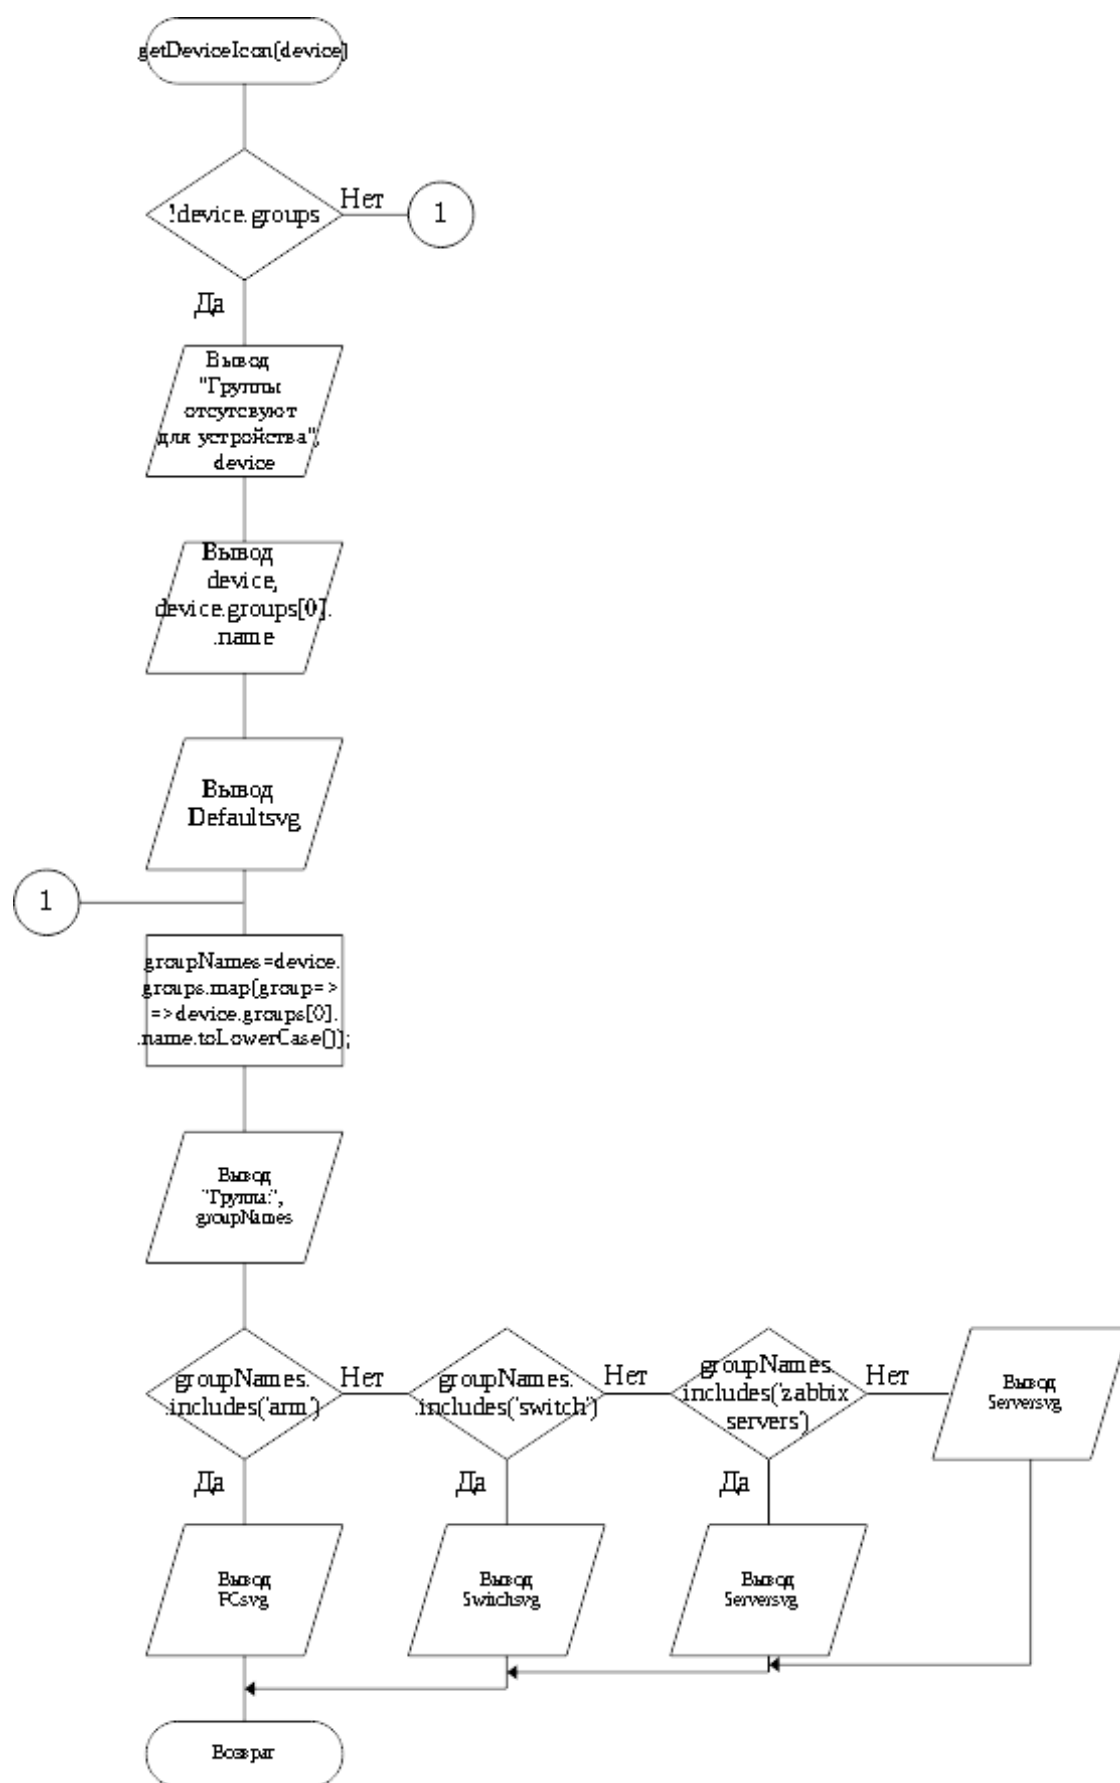 getDeviceIcon(device)
!device.groups
Нет
1
Да
Вывод
"Группы
отсутсвуют
для устройства",
device
Вывод
device,
device.groups[0].
.name
Вывод
Defaultsvg
1
groupNames=device.
groups.map(group=>
=>device.groups[0].
.name.toLowerCase());
Вывод
"Группа:",
groupNames
groupNames.
.includes('arm')
Нет
groupNames.
.includes('switch')
Нет
groupNames.
includes('zabbix
servers')
Нет
Вывод
Serversvg
Да
Да
Да
Вывод
PCsvg
Вывод
Switchsvg
Вывод
Serversvg
Возврат